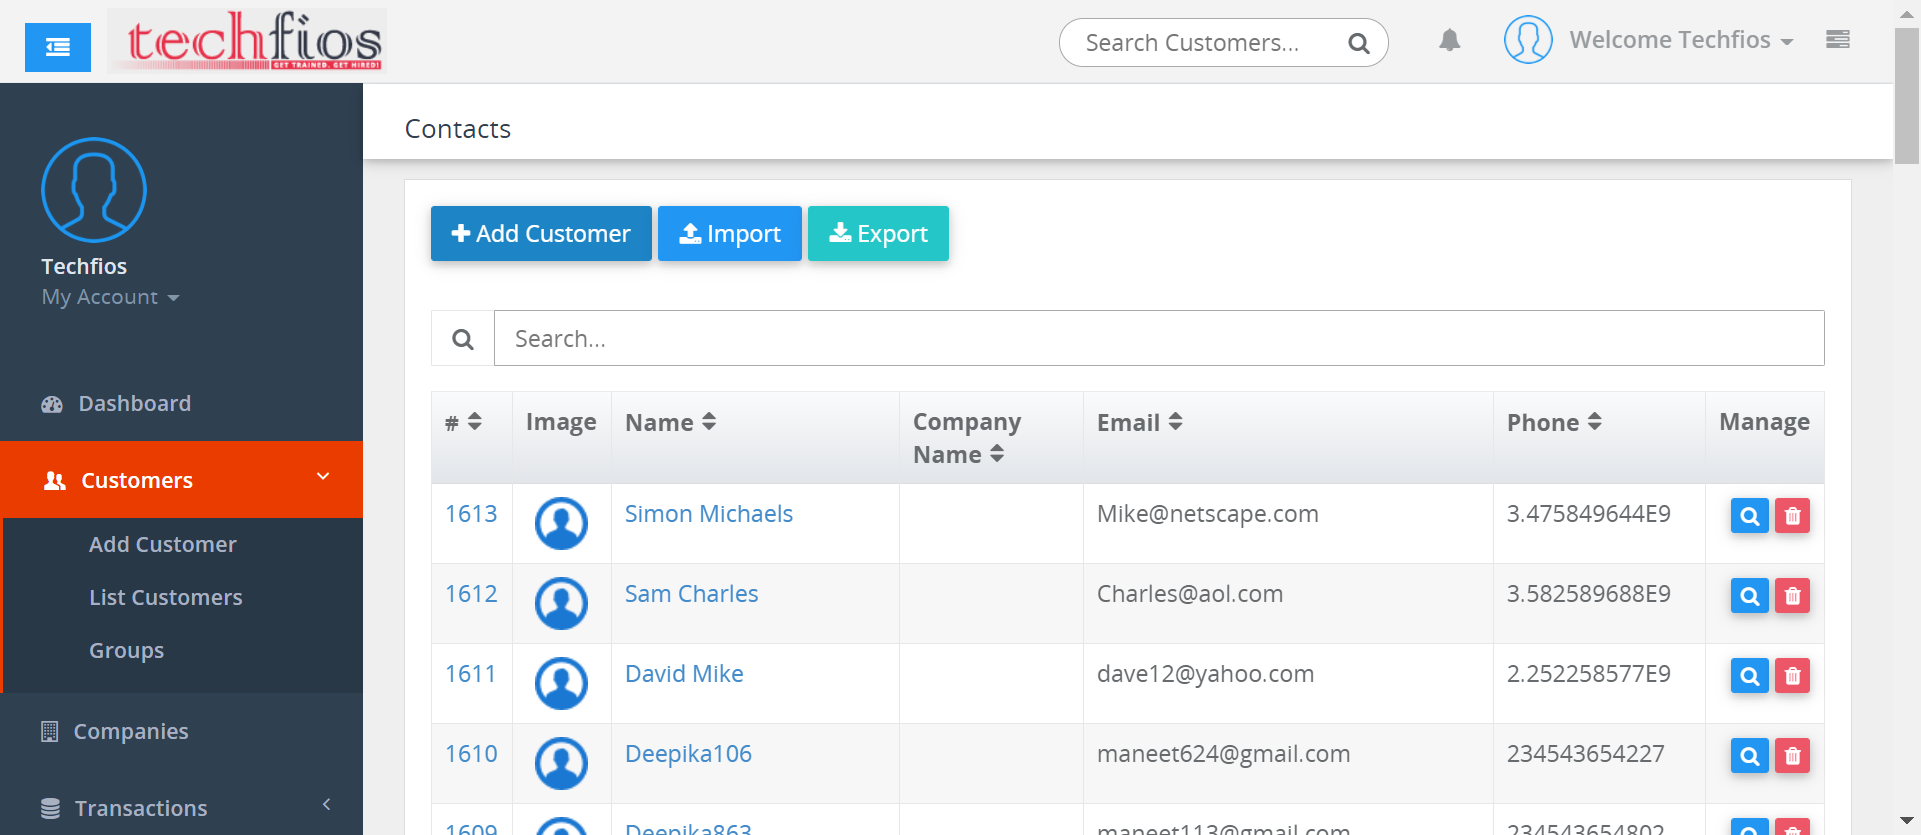 techfios
GET TRAINED. GET HIRED!
Search Customers...
Welcome Techfios
Techfios
My Account
Dashboard
Customers
Add Customer
List Customers
Groups
Companies
Transactions
Contacts
Add Customer Import Export
Search...
# Image Name Company Name Email Phone Manage
1613 Simon Michaels Mike@netscape.com 3.475849644E9
1612 Sam Charles Charles@aol.com 3.582589688E9
1611 David Mike dave12@yahoo.com 2.252258577E9
1610 Deepika106 maneet624@gmail.com 234543654227
1609 Deepika863 maneet113@gmail.com 234543654802